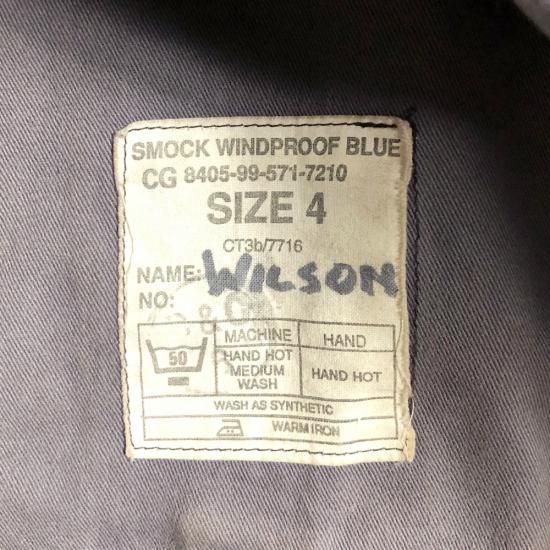 SMOCK WINDPROOF BLUE
CG 8405-99-571-7210
SIZE 4
CT3b/7716
NAME: WILSON
NO:
50
MACHINE HAND
HAND HOT MEDIUM WASH HAND HOT
WASH AS SYNTHETIC
WARM IRON